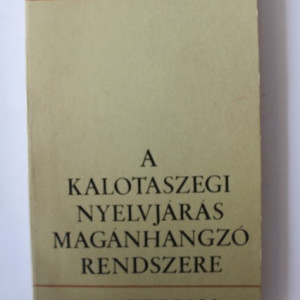 A
KALOTASZEGI
NYELVJÁRÁS
MAGÁNHANGZÓ
RENDSZERE